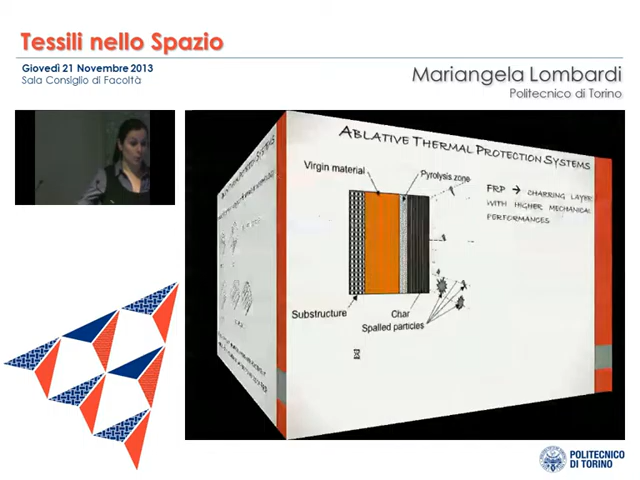 Tessili nello Spazio
Giovedì 21 Novembre 2013
Sala Consiglio di Facoltà
Mariangela Lombardi
Politecnico di Torino
ABLATIVE THERMAL PROTECTION SYSTEMS
Virgin material
Pyrolysis zone
FRP → CHARRING LAYER
WITH HIGHER MECHANICAL
PERFORMANCES
Substructure
Char
Spalled particles
POLITECNICO
DI TORINO